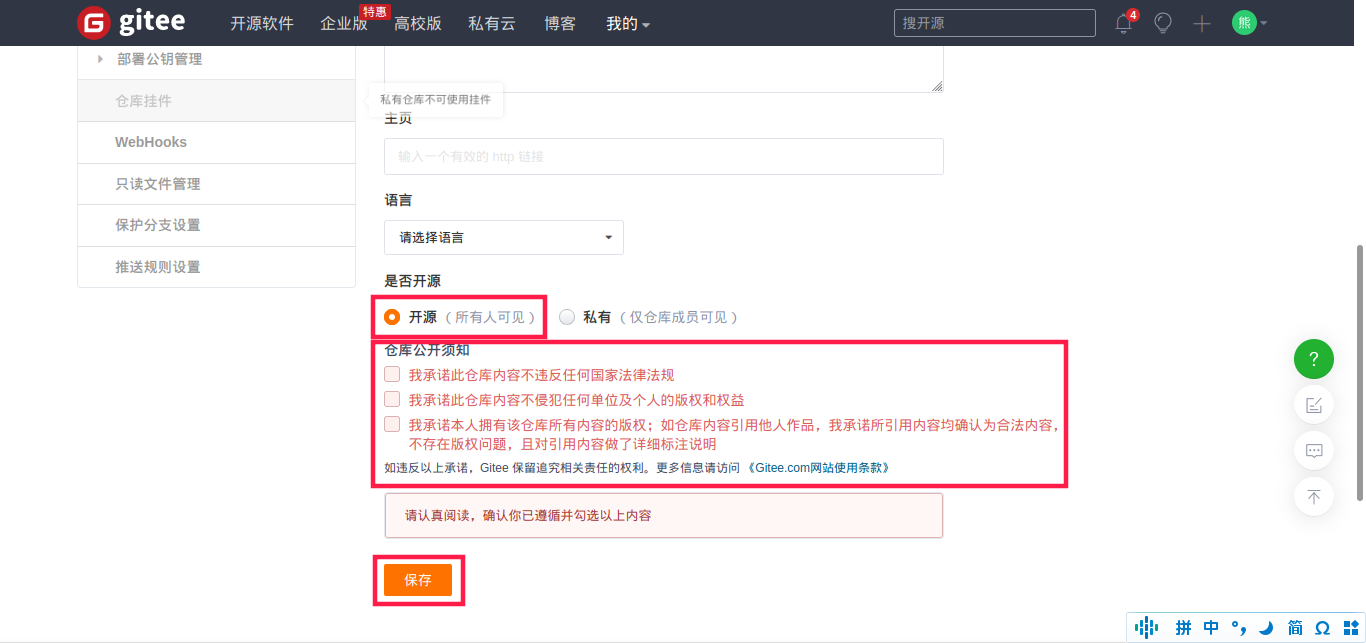 gitee
开源软件
企业版
特惠
高校版
私有云
博客
我的
搜开源
4
熊
部署公钥管理
仓库挂件
WebHooks
只读文件管理
保护分支设置
推送规则设置
私有仓库不可使用挂件
主页
输入一个有效的 http 链接
语言
请选择语言
是否开源
开源（所有人可见）
私有（仅仓库成员可见）
仓库公开须知
我承诺此仓库内容不违反任何国家法律法规
我承诺此仓库内容不侵犯任何单位及个人的版权和权益
我承诺本人拥有该仓库所有内容的版权；如仓库内容引用他人作品，我承诺所引用内容均确认为合法内容，
不存在版权问题，且对引用内容做了详细标注说明
如违反以上承诺，Gitee 保留追究相关责任的权利。更多信息请访问 《Gitee.com网站使用条款》
请认真阅读，确认你已遵循并勾选以上内容
保存
?
拼 中 °, 简 Ω